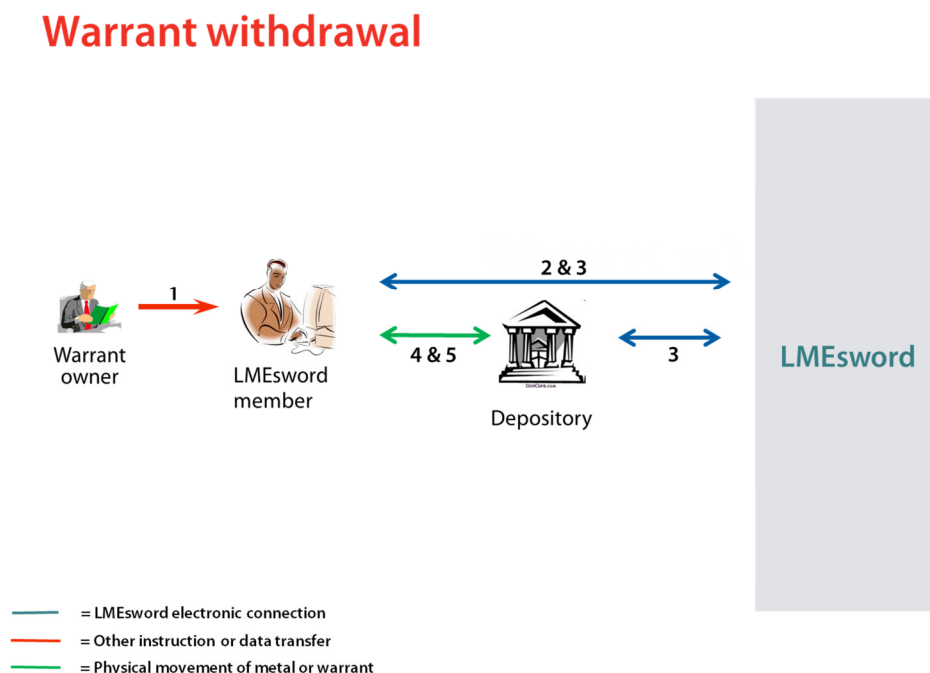 Warrant withdrawal
2 & 3
1
4 & 5
3
Warrant
owner
LMEsword
member
Depository
LMEsword
= LMEsword electronic connection
= Other instruction or data transfer
= Physical movement of metal or warrant